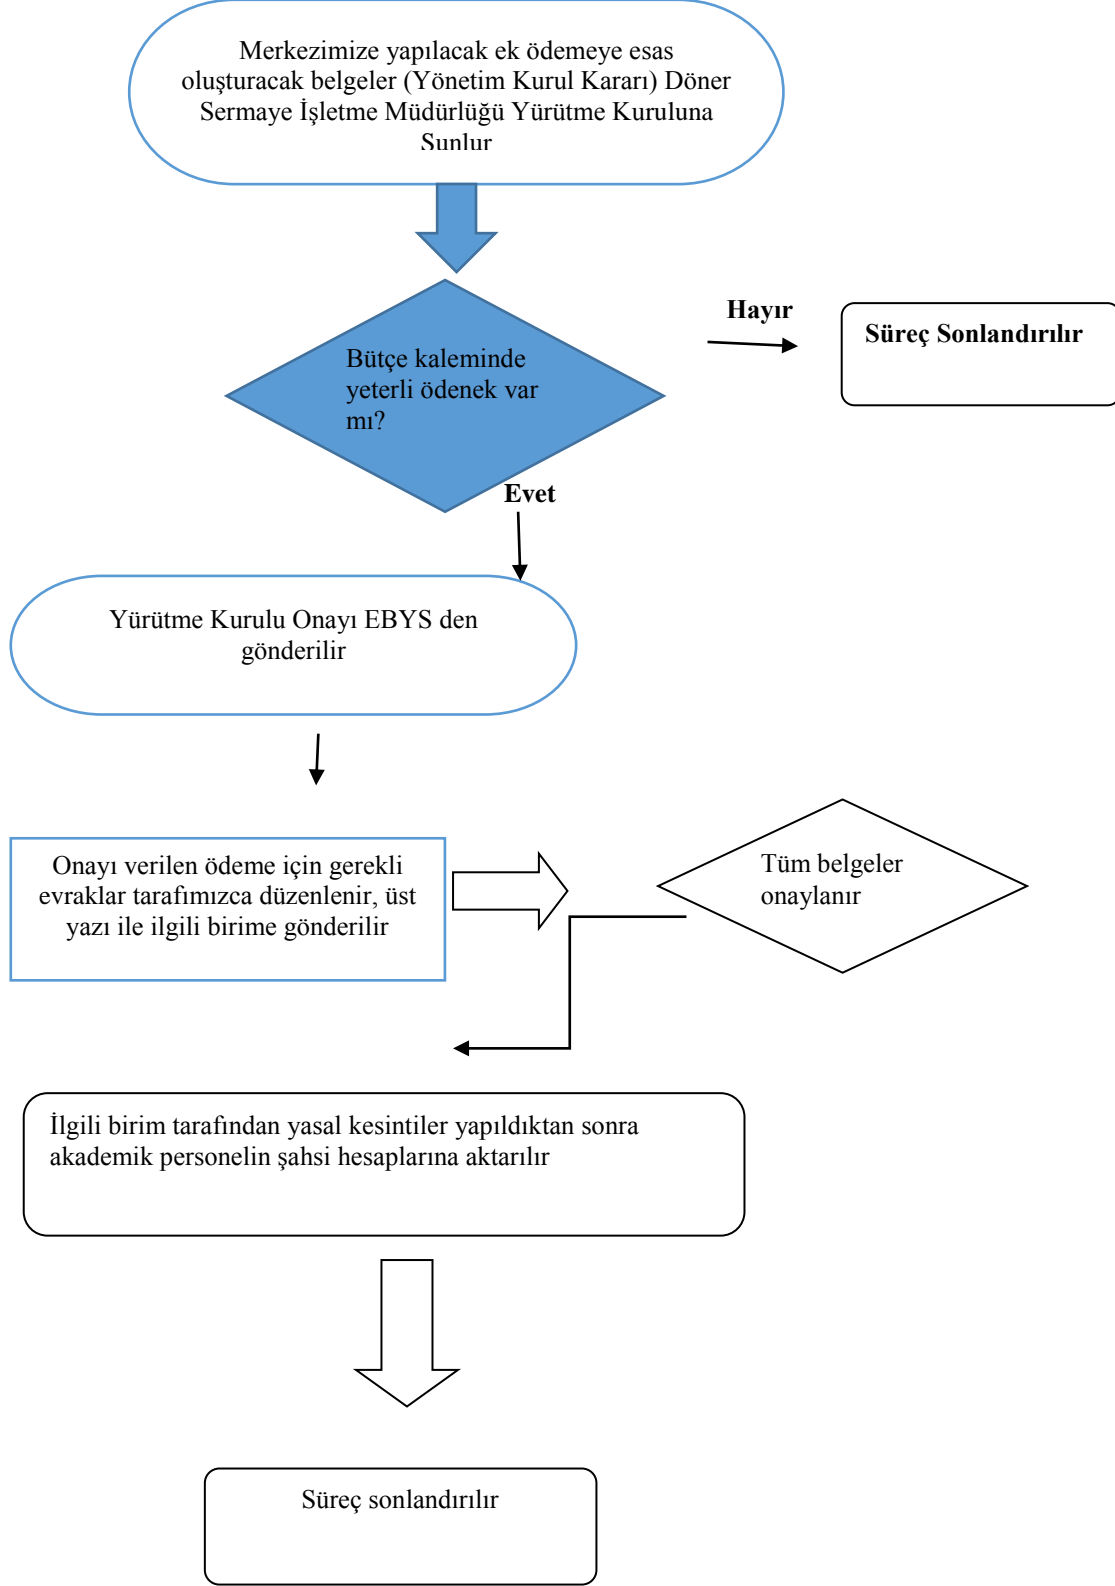 Merkezimize yapılacak ek ödemeye esas
oluşturacak belgeler (Yönetim Kurul Kararı) Döner
Sermaye İşletme Müdürlüğü Yürütme Kuruluna
Sunlur
Hayır
Süreç Sonlandırılır
Bütçe kaleminde
yeterli ödenek var
mı?
Evet
Yürütme Kurulu Onayı EBYS den
gönderilir
Onayı verilen ödeme için gerekli
evraklar tarafımızca düzenlenir, üst
yazı ile ilgili birime gönderilir
Tüm belgeler
onaylanır
İlgili birim tarafından yasal kesintiler yapıldıktan sonra
akademik personelin şahsi hesaplarına aktarılır
Süreç sonlandırılır